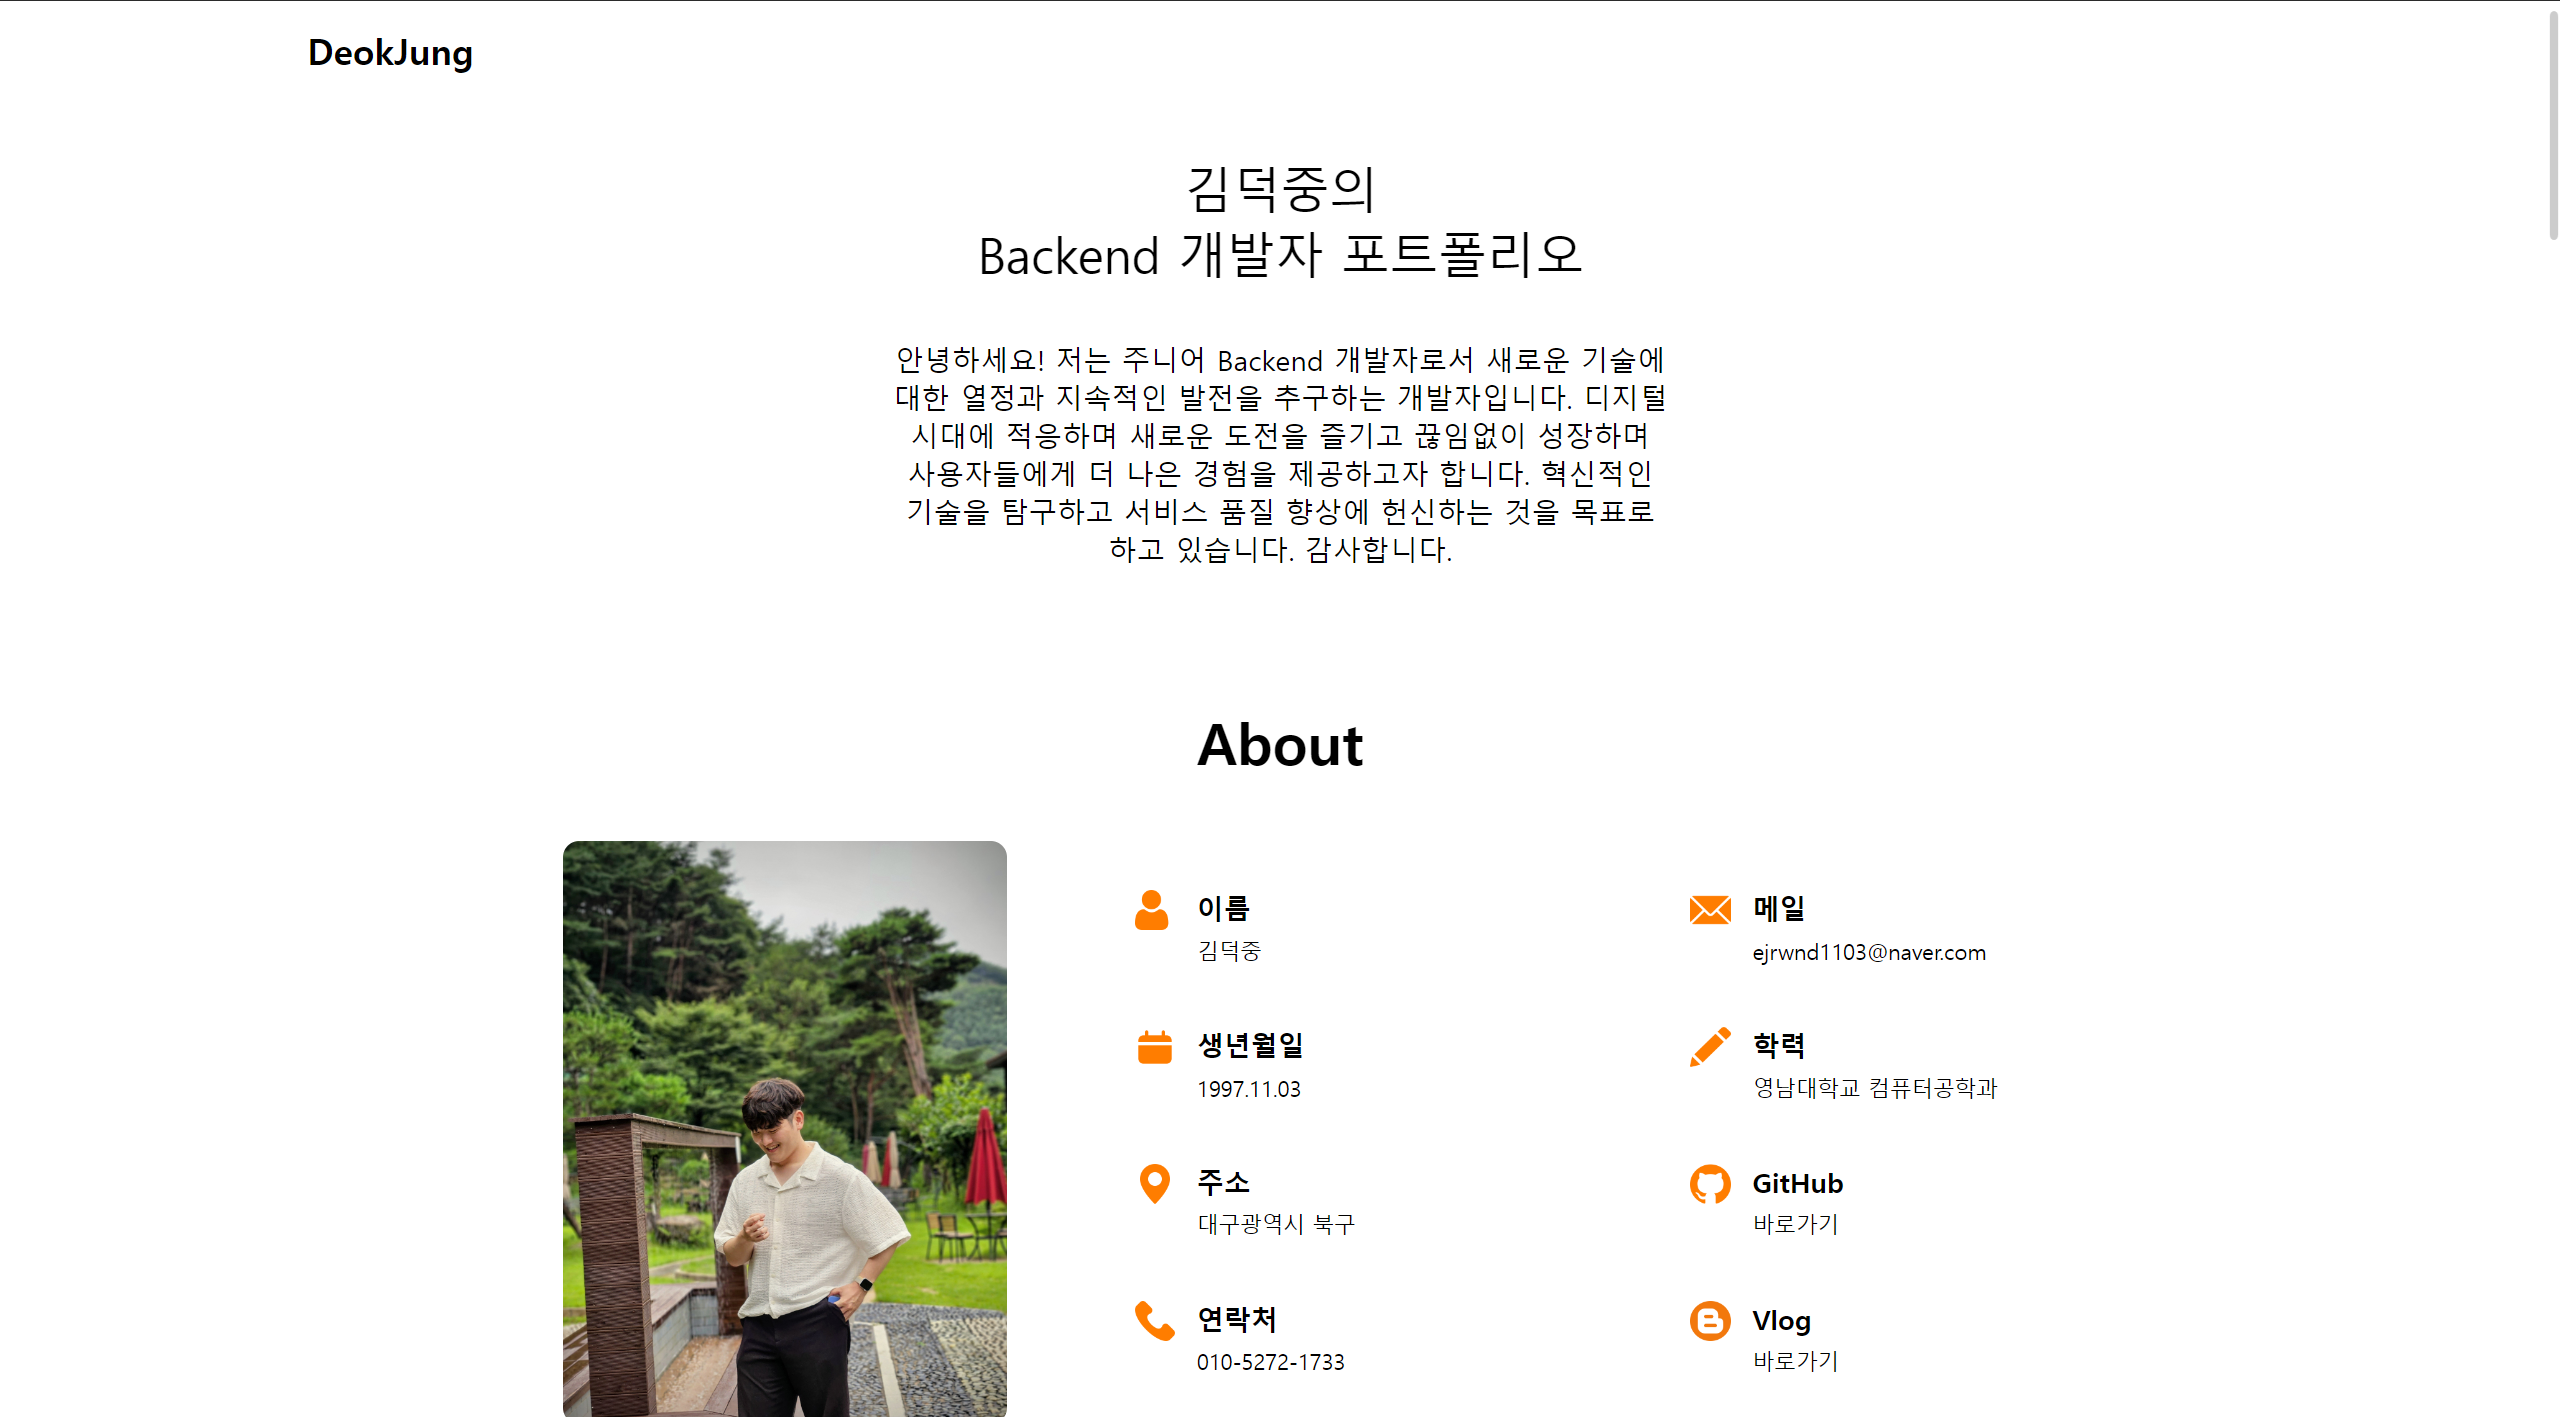 DeokJung
김덕중의
Backend 개발자 포트폴리오
안녕하세요! 저는 주니어 Backend 개발자로서 새로운 기술에
대한 열정과 지속적인 발전을 추구하는 개발자입니다. 디지털
시대에 적응하며 새로운 도전을 즐기고 끊임없이 성장하며
사용자들에게 더 나은 경험을 제공하고자 합니다. 혁신적인
기술을 탐구하고 서비스 품질 향상에 헌신하는 것을 목표로
하고 있습니다. 감사합니다.
About
이름
김덕중
메일
ejrwnd1103@naver.com
생년월일
1997.11.03
학력
영남대학교 컴퓨터공학과
주소
대구광역시 북구
GitHub
바로가기
연락처
010-5272-1733
Vlog
바로가기